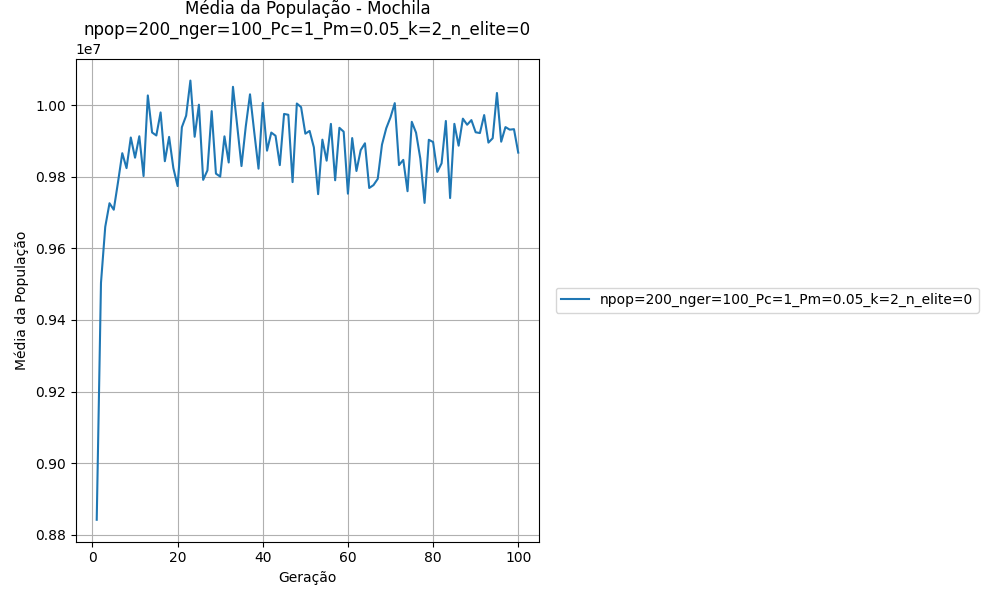 Média da População - Mochila
npop=200_nger=100_Pc=1_Pm=0.05_k=2_n_elite=0
1e7
1.00
0.98
0.96
0.94
0.92
0.90
0.88
Média da População
0 20 40 60 80 100
Geração
npop=200_nger=100_Pc=1_Pm=0.05_k=2_n_elite=0